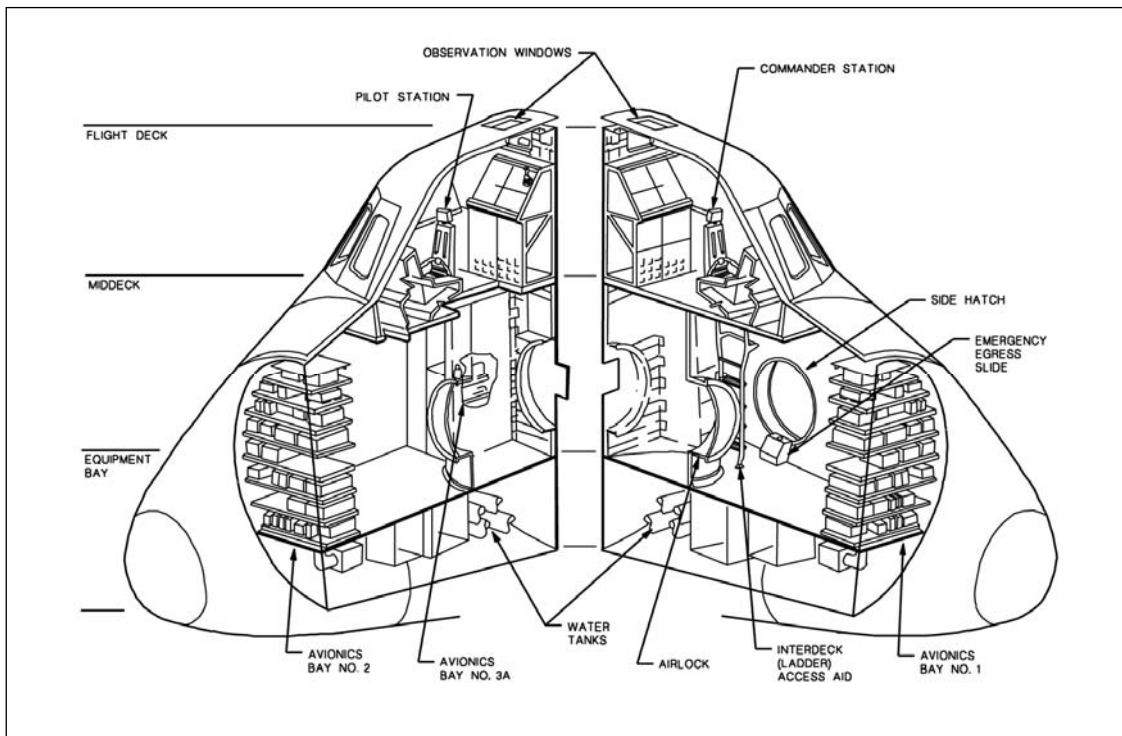 OBSERVATION WINDOWS
COMMANDER STATION
PILOT STATION
FLIGHT DECK
MIDDECK
SIDE HATCH
EMERGENCY
EGRESS
SLIDE
EQUIPMENT
BAY
WATER
TANKS
AVIONICS
BAY NO. 2
AVIONICS
BAY NO. 3A
AIRLOCK
INTERDECK
(LADDER)
ACCESS AID
AVIONICS
BAY NO. 1